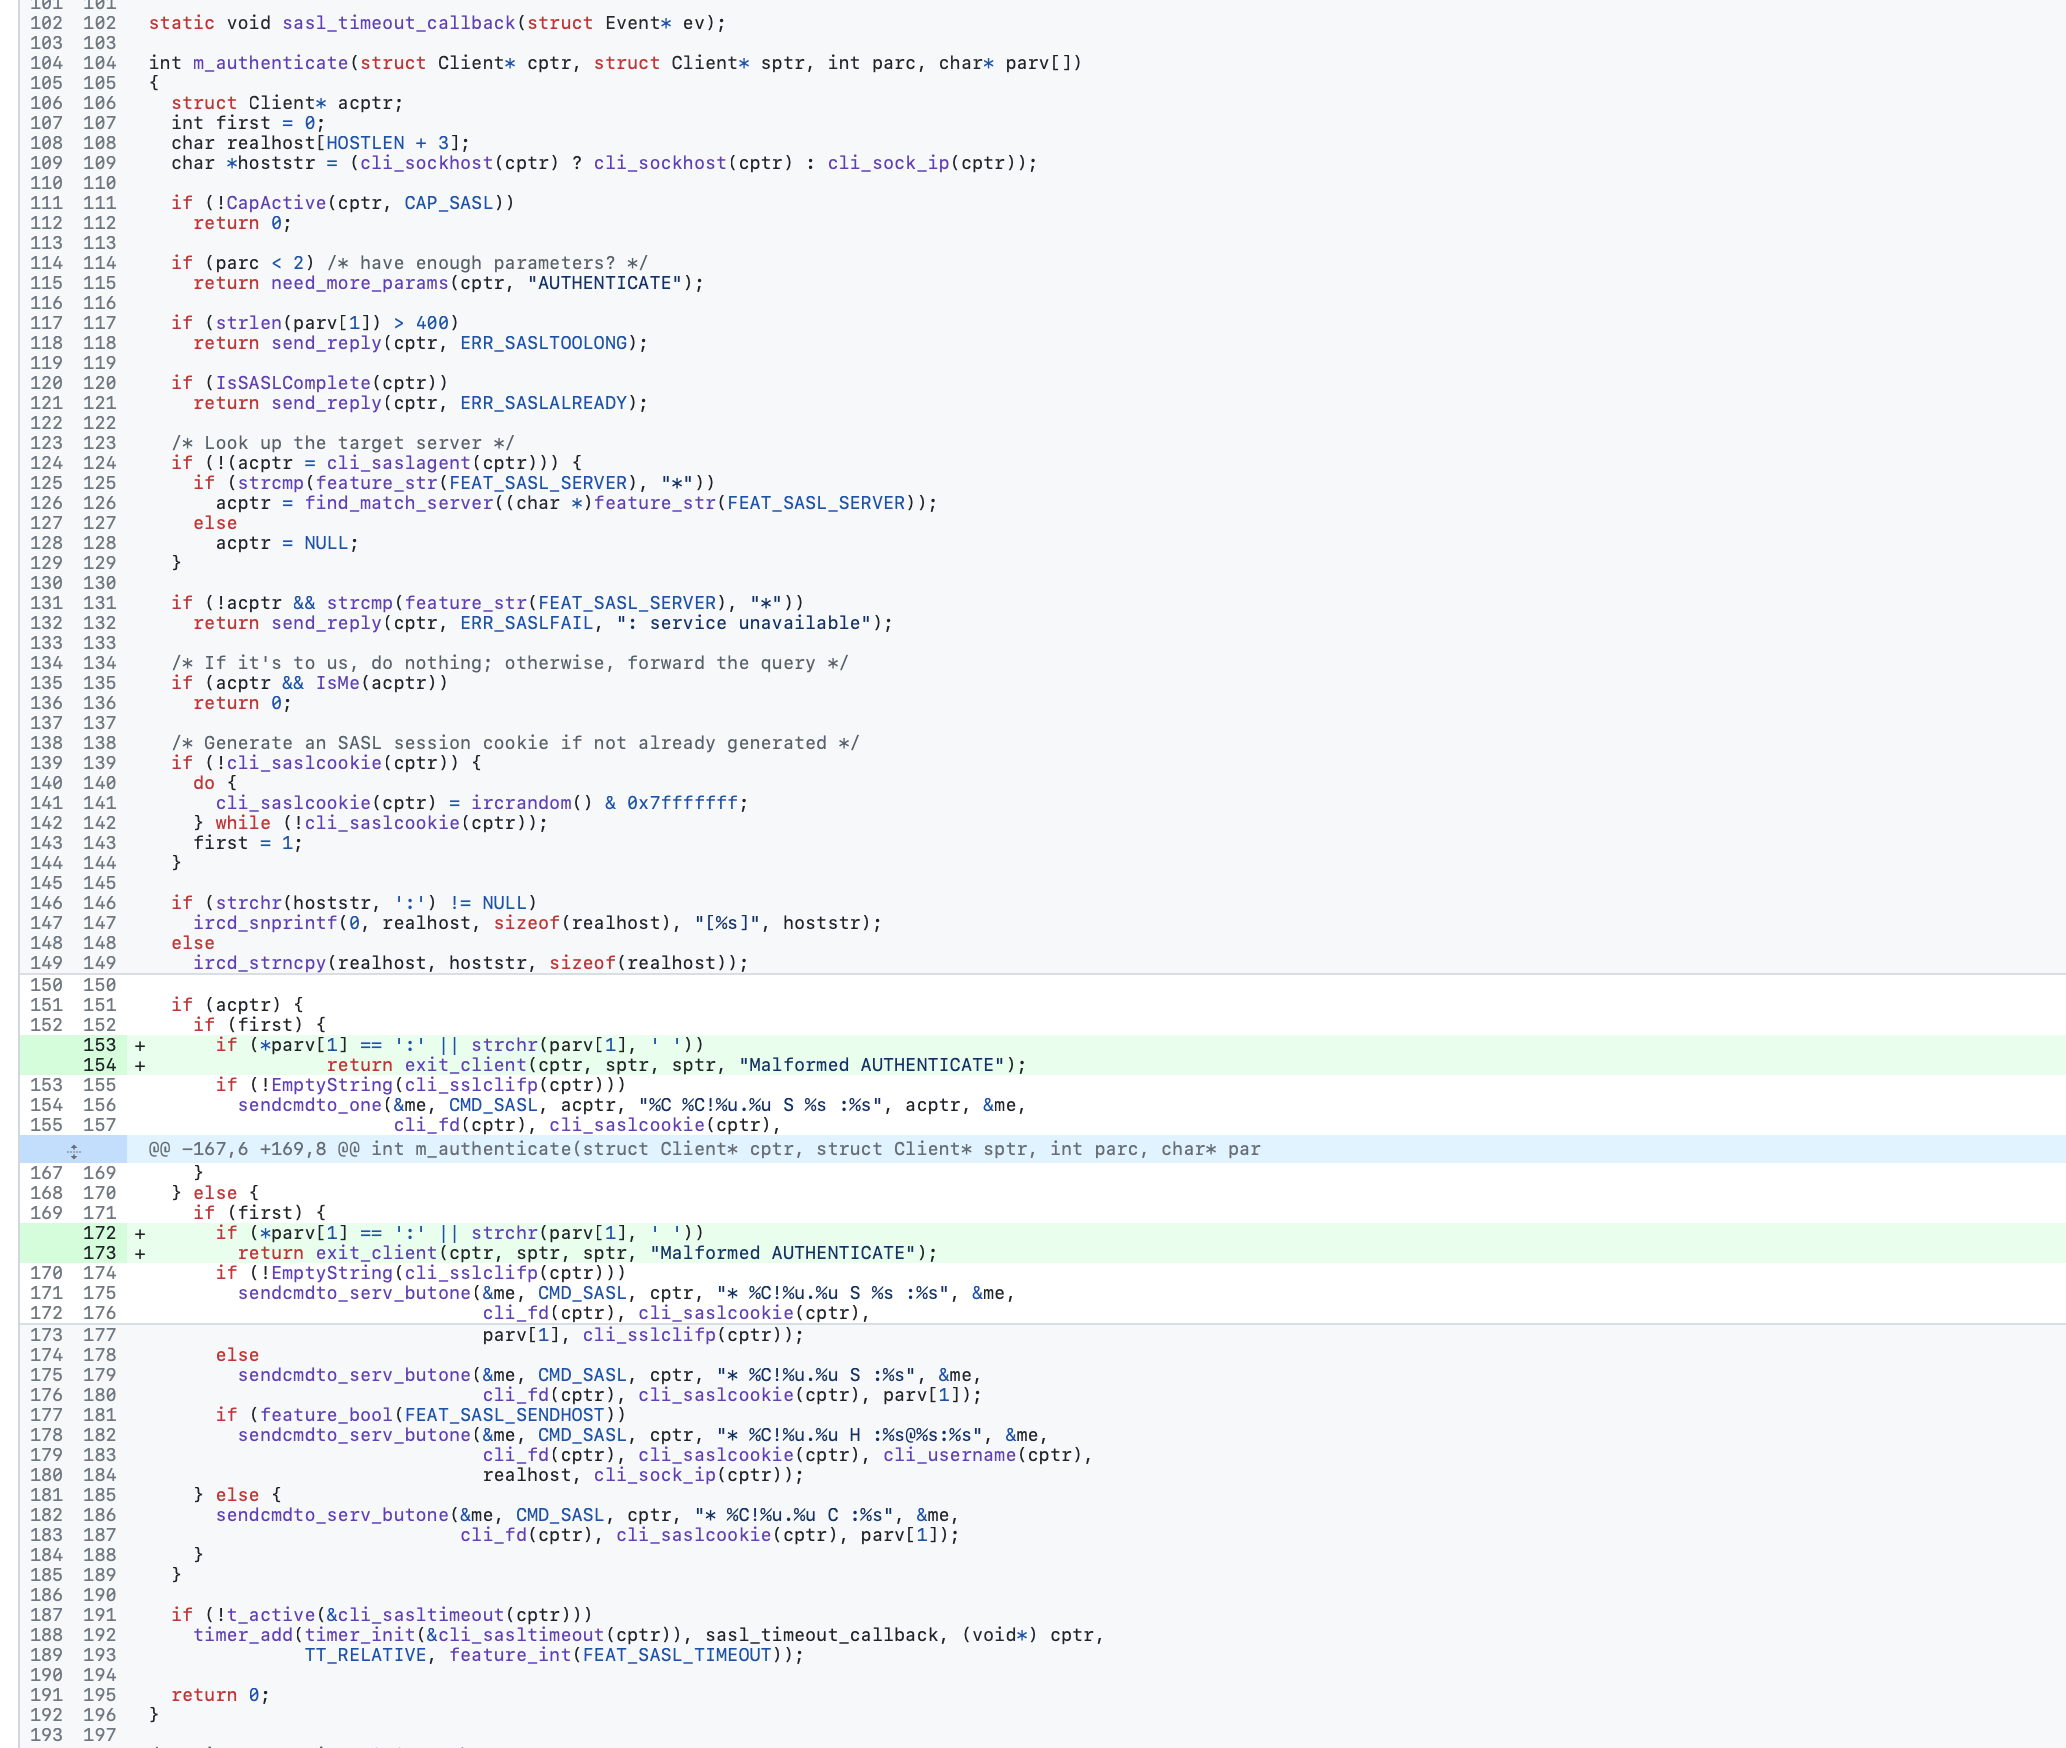 101 101
102 102 static void sasl_timeout_callback(struct Event* ev);
103 103
104 104 int m_authenticate(struct Client* cptr, struct Client* sptr, int parc, char* parv[])
105 105 {
106 106   struct Client* acptr;
107 107   int first = 0;
108 108   char realhost[HOSTLEN + 3];
109 109   char *hoststr = (cli_sockhost(cptr) ? cli_sockhost(cptr) : cli_sock_ip(cptr));
110 110
111 111   if (!CapActive(cptr, CAP_SASL))
112 112     return 0;
113 113
114 114   if (parc < 2) /* have enough parameters? */
115 115     return need_more_params(cptr, "AUTHENTICATE");
116 116
117 117   if (strlen(parv[1]) > 400)
118 118     return send_reply(cptr, ERR_SASLTOOLONG);
119 119
120 120   if (IsSASLComplete(cptr))
121 121     return send_reply(cptr, ERR_SASLALREADY);
122 122
123 123   /* Look up the target server */
124 124   if (!(acptr = cli_saslagent(cptr))) {
125 125     if (strcmp(feature_str(FEAT_SASL_SERVER), "*"))
126 126       acptr = find_match_server((char *)feature_str(FEAT_SASL_SERVER));
127 127     else
128 128       acptr = NULL;
129 129   }
130 130
131 131   if (!acptr && strcmp(feature_str(FEAT_SASL_SERVER), "*"))
132 132     return send_reply(cptr, ERR_SASLFAIL, ": service unavailable");
133 133
134 134   /* If it's to us, do nothing; otherwise, forward the query */
135 135   if (acptr && IsMe(acptr))
136 136     return 0;
137 137
138 138   /* Generate an SASL session cookie if not already generated */
139 139   if (!cli_saslcookie(cptr)) {
140 140     do {
141 141       cli_saslcookie(cptr) = ircrandom() & 0x7fffffff;
142 142     } while (!cli_saslcookie(cptr));
143 143     first = 1;
144 144   }
145 145
146 146   if (strchr(hoststr, ':') != NULL)
147 147     ircd_snprintf(0, realhost, sizeof(realhost), "[%s]", hoststr);
148 148   else
149 149     ircd_strncpy(realhost, hoststr, sizeof(realhost));
150 150
151 151   if (acptr) {
152 152     if (first) {
153 +       if (*parv[1] == ':' || strchr(parv[1], ' '))
154 +                 return exit_client(cptr, sptr, sptr, "Malformed AUTHENTICATE");
153 155       if (!EmptyString(cli_sslclifp(cptr)))
154 156         sendcmdto_one(&me, CMD_SASL, acptr, "%C %C!%u.%u S %s :%s", acptr, &me,
155 157                       cli_fd(cptr), cli_saslcookie(cptr),
@@ -167,6 +169,8 @@ int m_authenticate(struct Client* cptr, struct Client* sptr, int parc, char* par
167 169     }
168 170   } else {
169 171     if (first) {
172 +       if (*parv[1] == ':' || strchr(parv[1], ' '))
173 +         return exit_client(cptr, sptr, sptr, "Malformed AUTHENTICATE");
170 174       if (!EmptyString(cli_sslclifp(cptr)))
171 175         sendcmdto_serv_butone(&me, CMD_SASL, cptr, "* %C!%u.%u S %s :%s", &me,
172 176                               cli_fd(cptr), cli_saslcookie(cptr),
173 177                               parv[1], cli_sslclifp(cptr));
174 178       else
175 179         sendcmdto_serv_butone(&me, CMD_SASL, cptr, "* %C!%u.%u S :%s", &me,
176 180                               cli_fd(cptr), cli_saslcookie(cptr), parv[1]);
177 181       if (feature_bool(FEAT_SASL_SENDHOST))
178 182         sendcmdto_serv_butone(&me, CMD_SASL, cptr, "* %C!%u.%u H :%s@%s:%s", &me,
179 183                               cli_fd(cptr), cli_saslcookie(cptr), cli_username(cptr),
180 184                               realhost, cli_sock_ip(cptr));
181 185     } else {
182 186       sendcmdto_serv_butone(&me, CMD_SASL, cptr, "* %C!%u.%u C :%s", &me,
183 187                             cli_fd(cptr), cli_saslcookie(cptr), parv[1]);
184 188     }
185 189   }
186 190
187 191   if (!t_active(&cli_sasltimeout(cptr)))
188 192     timer_add(timer_init(&cli_sasltimeout(cptr)), sasl_timeout_callback, (void*) cptr,
189 193               TT_RELATIVE, feature_int(FEAT_SASL_TIMEOUT));
190 194
191 195   return 0;
192 196 }
193 197